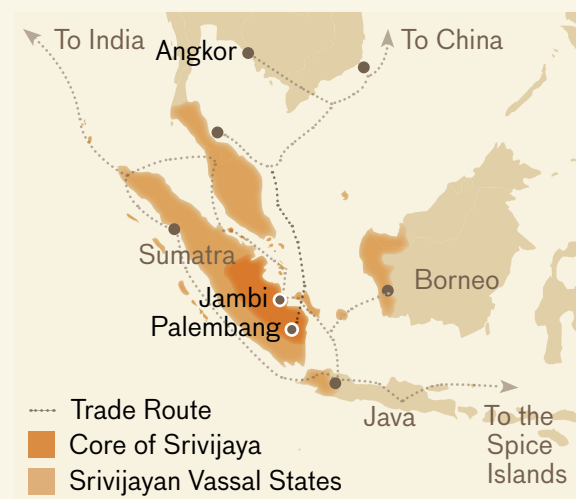 To India
Angkor
To China
Sumatra
Jambi
Palembang
Borneo
Java
To the
Spice
Islands
Trade Route
Core of Srivijaya
Srivijayan Vassal States